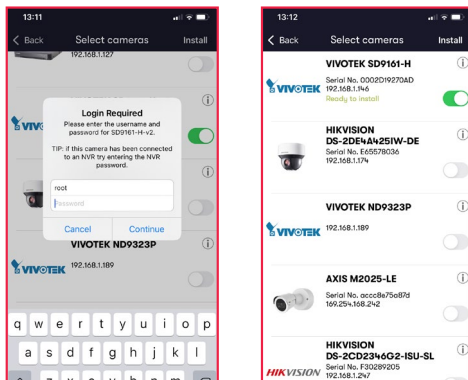 13:11
Back
Select cameras
Install
192.168.1.127
Login Required
Please enter the username and
password for SD9161-H-v2.
TIP: if this camera has been connected
to an NVR try entering the NVR
password.
root
Password
Cancel
Continue
VIVOTEK ND9323P
VIVOTEK
192.168.1.189
q w e r t y u i o p
a s d f g h j k l
z x c v b n m
13:12
Back
Select cameras
Install
VIVOTEK SD9161-H
Serial No. 0002D19270AD
VIVOTEK
192.168.1.146
Ready to install
HIKVISION
DS-2DE4A425IW-DE
Serial No. E65578036
192.168.1.174
VIVOTEK ND9323P
VIVOTEK
192.168.1.189
AXIS M2025-LE
Serial No. accc8e75a87d
169.254.168.242
HIKVISION
DS-2CD2346G2-ISU-SL
HIKVISION
Serial No. F30289205
192.168.1.247